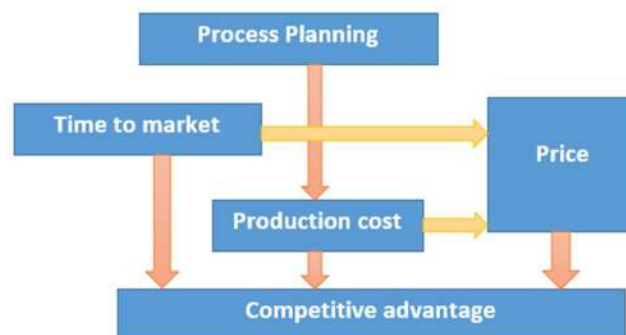 Process Planning
Time to market
Price
Production cost
Competitive advantage